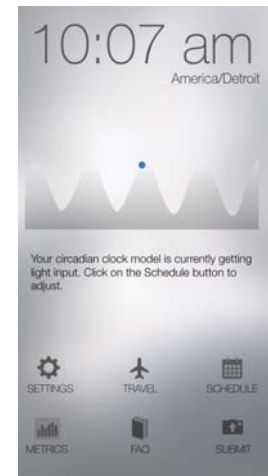 10:07 am
America/Detroit
Your circadian clock model is currently getting
light input. Click on the Schedule button to
adjust.
SETTINGS TRAVEL SCHEDULE
METRICS FAQ SUBMIT